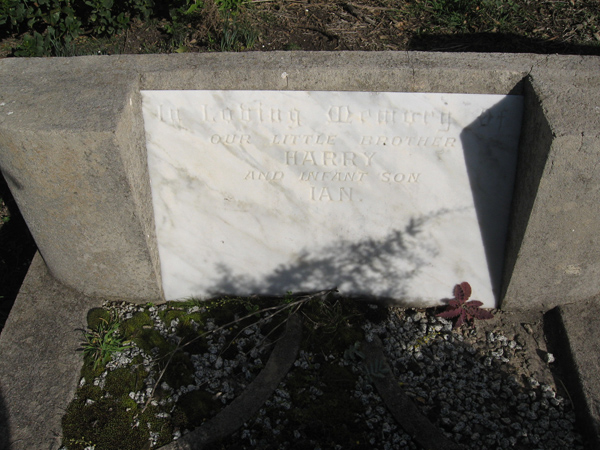 In Loving Memory Of
OUR LITTLE BROTHER
HARRY
AND INFANT SON
IAN.